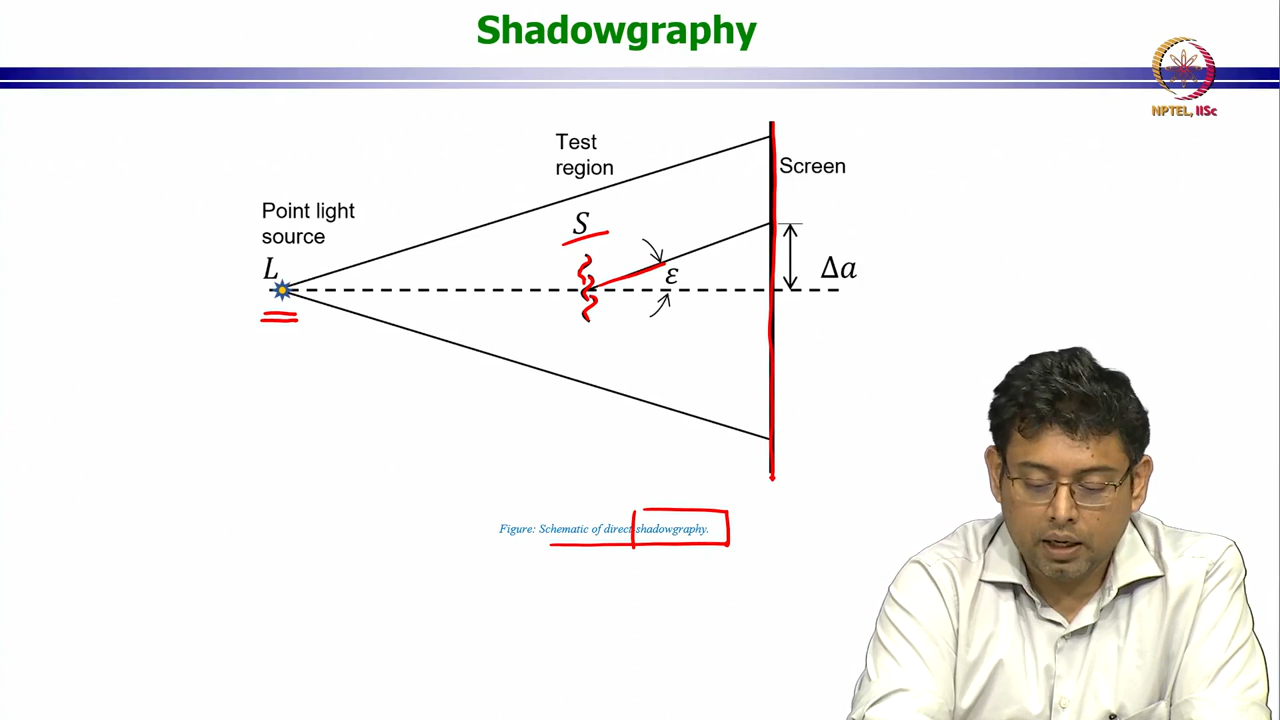 Shadowgraphy
NPTEL, IISc
Test
region
Screen
Point light
source
S
L
ε
Δa
Figure: Schematic of direct shadowgraphy.